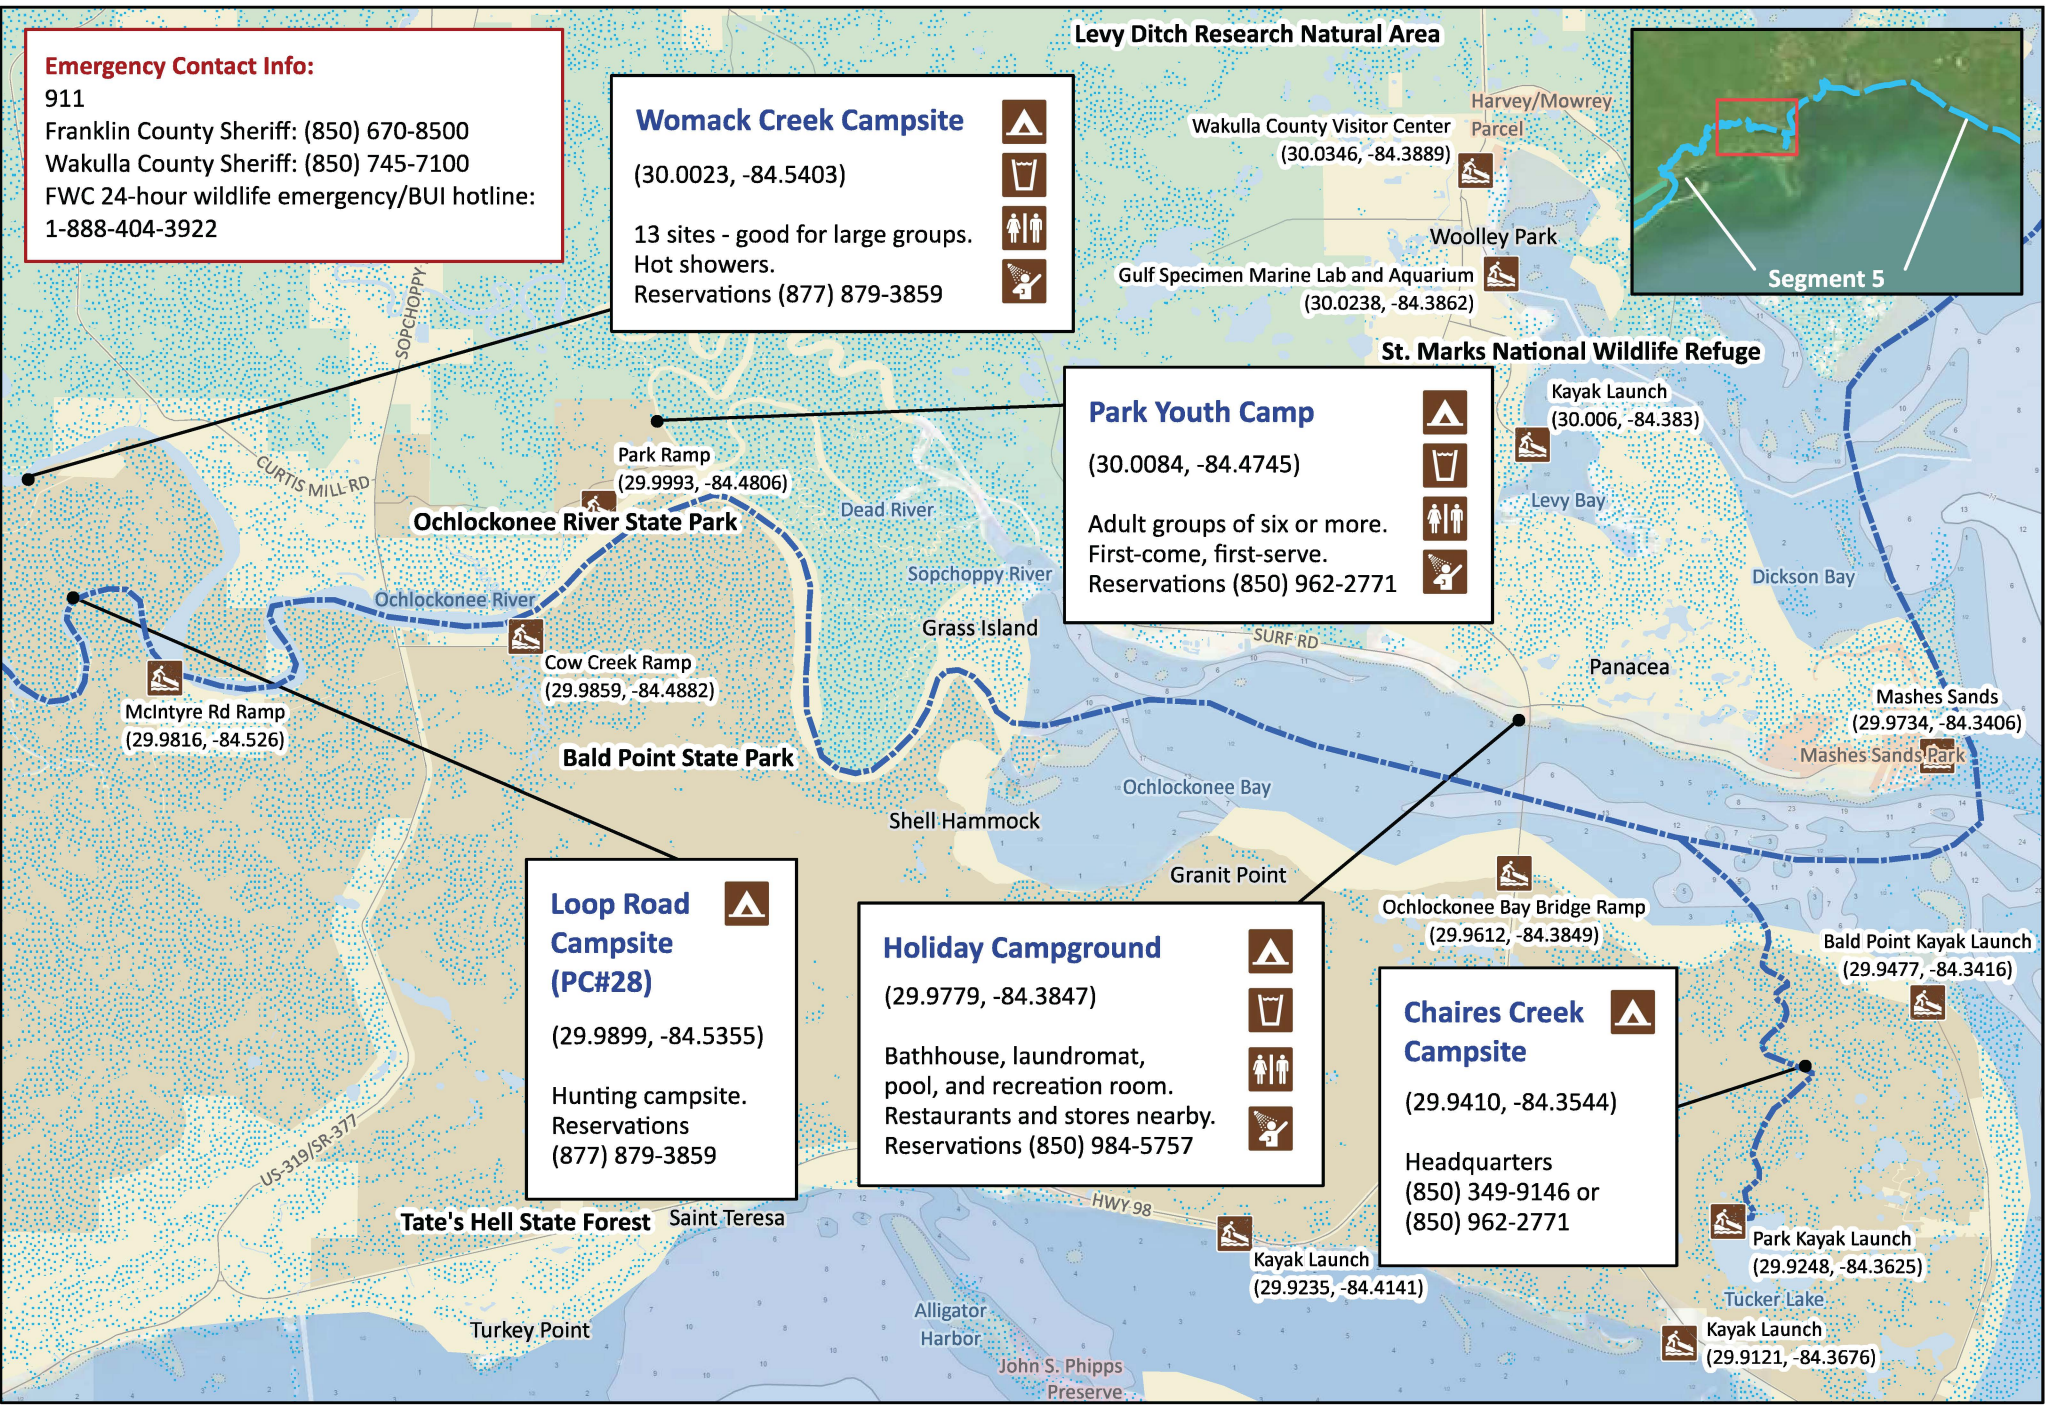 Emergency Contact Info:
911
Franklin County Sheriff: (850) 670-8500
Wakulla County Sheriff: (850) 745-7100
FWC 24-hour wildlife emergency/BUI hotline:
1-888-404-3922
Womack Creek Campsite
(30.0023, -84.5403)
13 sites - good for large groups.
Hot showers.
Reservations (877) 879-3859
Levy Ditch Research Natural Area
Harvey/Mowrey
Parcel
Wakulla County Visitor Center
(30.0346, -84.3889)
Woolley Park
Gulf Specimen Marine Lab and Aquarium
(30.0238, -84.3862)
Segment 5
St. Marks National Wildlife Refuge
Kayak Launch
(30.006, -84.383)
Levy Bay
Dickson Bay
Park Youth Camp
(30.0084, -84.4745)
Adult groups of six or more.
First-come, first-serve.
Reservations (850) 962-2771
SOPCHOPPY
CURTIS MILL RD
Park Ramp
(29.9993, -84.4806)
Ochlockonee River State Park
Dead River
Sopchoppy River
Ochlockonee River
Grass Island
Cow Creek Ramp
(29.9859, -84.4882)
McIntyre Rd Ramp
(29.9816, -84.526)
Bald Point State Park
SURF RD
Panacea
Mashes Sands
(29.9734, -84.3406)
Mashes Sands Park
Ochlockonee Bay
Shell Hammock
Granit Point
Ochlockonee Bay Bridge Ramp
(29.9612, -84.3849)
Bald Point Kayak Launch
(29.9477, -84.3416)
Loop Road
Campsite
(PC#28)
(29.9899, -84.5355)
Hunting campsite.
Reservations
(877) 879-3859
Holiday Campground
(29.9779, -84.3847)
Bathhouse, laundromat,
pool, and recreation room.
Restaurants and stores nearby.
Reservations (850) 984-5757
Chaires Creek
Campsite
(29.9410, -84.3544)
Headquarters
(850) 349-9146 or
(850) 962-2771
US-319/SR-377
Tate's Hell State Forest
Saint Teresa
HWY 98
Kayak Launch
(29.9235, -84.4141)
Park Kayak Launch
(29.9248, -84.3625)
Tucker Lake
Kayak Launch
(29.9121, -84.3676)
Turkey Point
Alligator
Harbor
John S. Phipps
Preserve